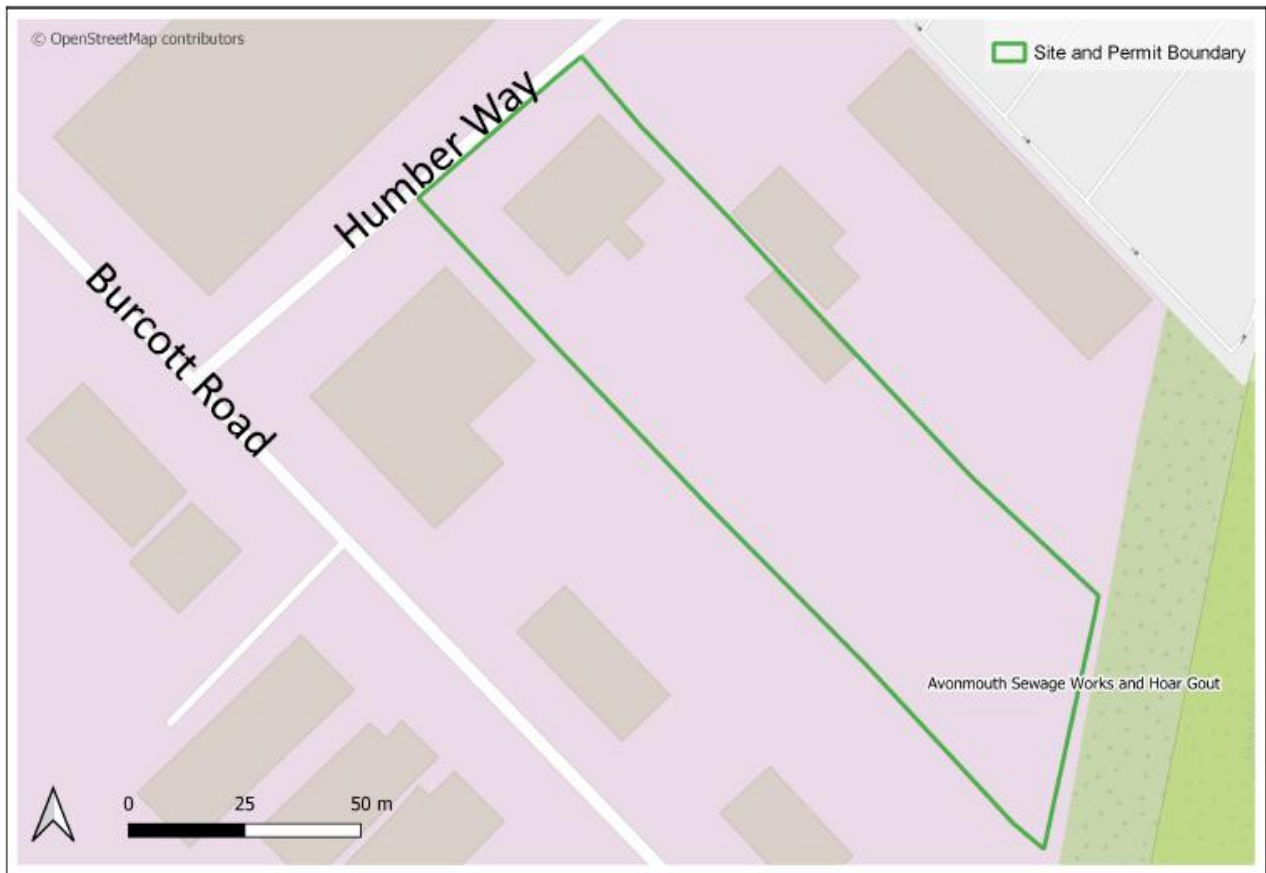 © OpenStreetMap contributors
Site and Permit Boundary
Humber Way
Burcott Road
Avonmouth Sewage Works and Hoar Gout
0 25 50 m